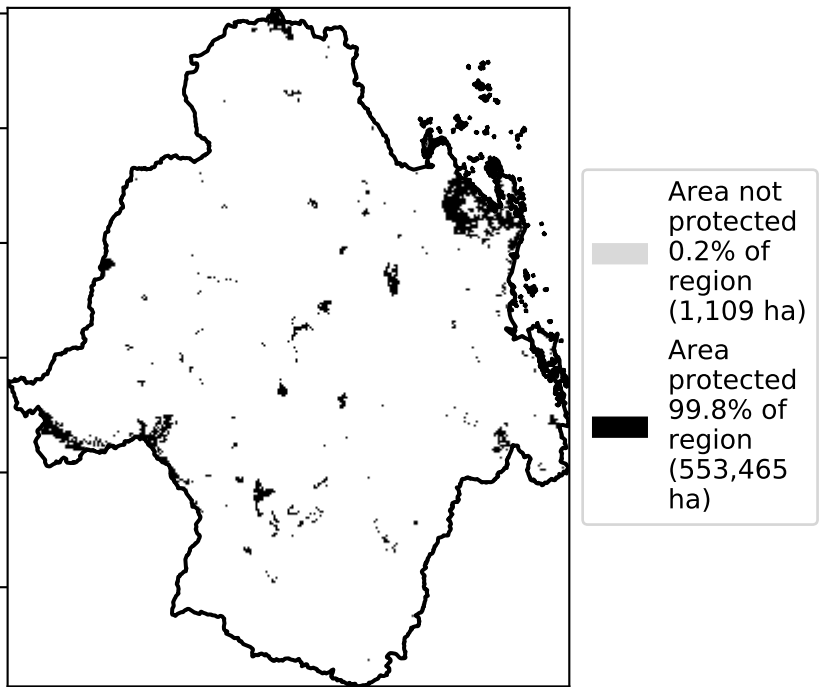 Area not
protected
0.2% of
region
(1,109 ha)
Area
protected
99.8% of
region
(553,465
ha)